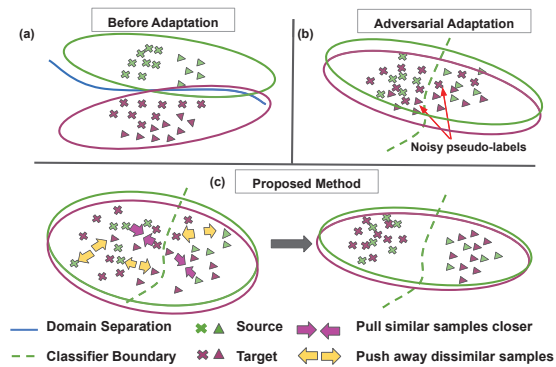 (a)
Before Adaptation
(b)
Adversarial Adaptation
Noisy pseudo-labels
(c)
Proposed Method
Domain Separation
Source
Pull similar samples closer
Classifier Boundary
Target
Push away dissimilar samples